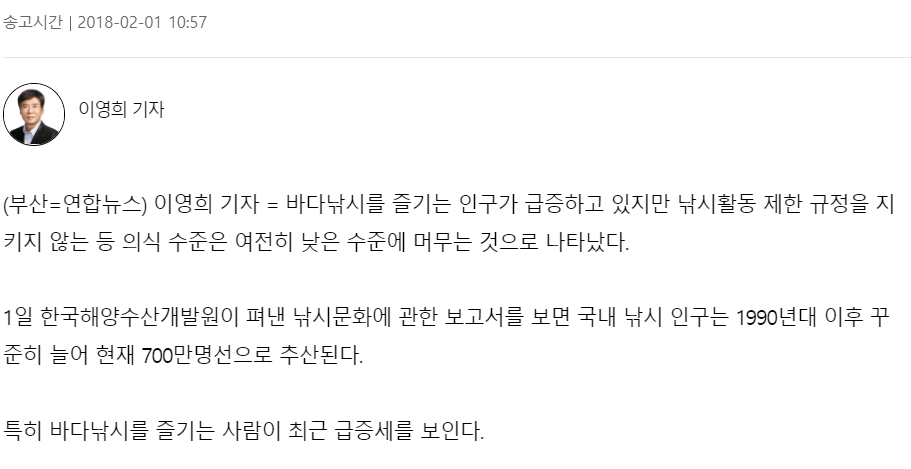 송고시간 | 2018-02-01 10:57
이영희 기자
(부산=연합뉴스) 이영희 기자 = 바다낚시를 즐기는 인구가 급증하고 있지만 낚시활동 제한 규정을 지
키지 않는 등 의식 수준은 여전히 낮은 수준에 머무는 것으로 나타났다.
1일 한국해양수산개발원이 펴낸 낚시문화에 관한 보고서를 보면 국내 낚시 인구는 1990년대 이후 꾸
준히 늘어 현재 700만명선으로 추산된다.
특히 바다낚시를 즐기는 사람이 최근 급증세를 보인다.